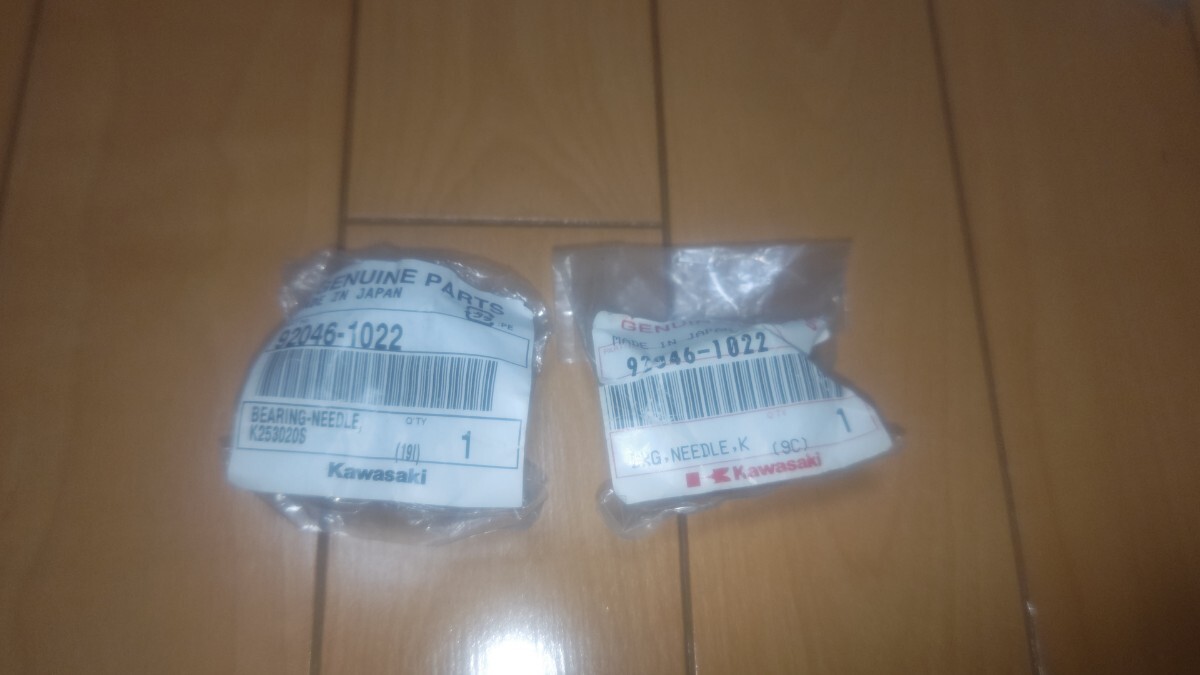 GENUINE PARTS
MADE IN JAPAN
92046-1022
BEARING-NEEDLE,
K253020S
Q'TY
(19I)
1
Kawasaki
MADE IN JAPAN
92046-1022
Q'TY
1
BRG,NEEDLE,K (9C)
Kawasaki